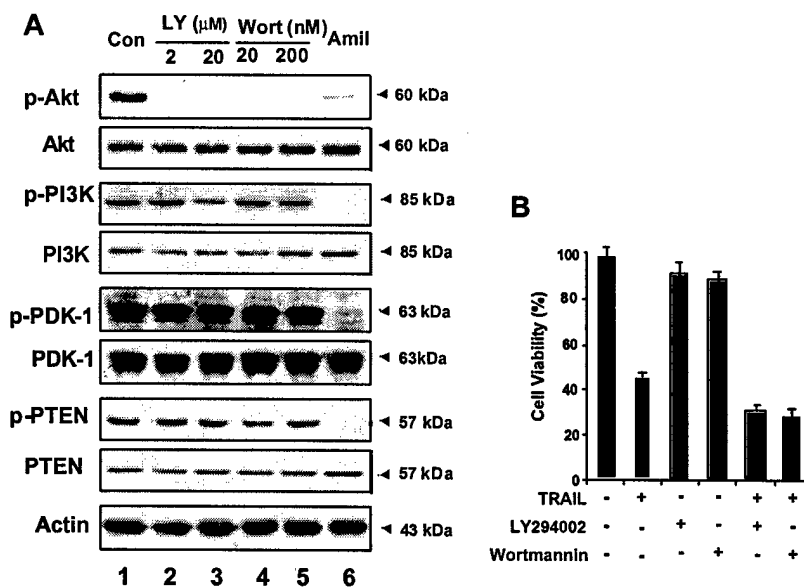 A
Con
LY (μM)
Wort (nM)
Amil
2 20 20 200
p-Akt
60 kDa
Akt
60 kDa
p-PI3K
85 kDa
PI3K
85 kDa
p-PDK-1
63 kDa
PDK-1
63kDa
p-PTEN
57 kDa
PTEN
57 kDa
Actin
43 kDa
1 2 3 4 5 6
B
Cell Viability (%)
100
80
60
40
20
0
TRAIL - + - - + +
LY294002 - - + - + -
Wortmannin - - - + - +